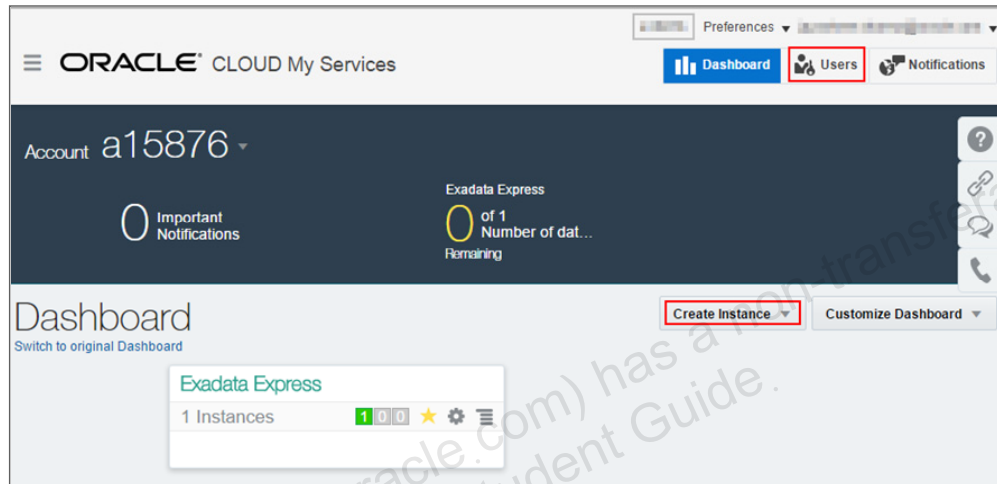 Preferences
ORACLE® CLOUD My Services
Dashboard
Users
Notifications
Account a15876
0 Important
Notifications
Exadata Express
0 of 1
Number of dat...
Remaining
Dashboard
Switch to original Dashboard
Create Instance
Customize Dashboard
Exadata Express
1 Instances
1 0 0
has a non-transfera
acle.com)
Student Guide.